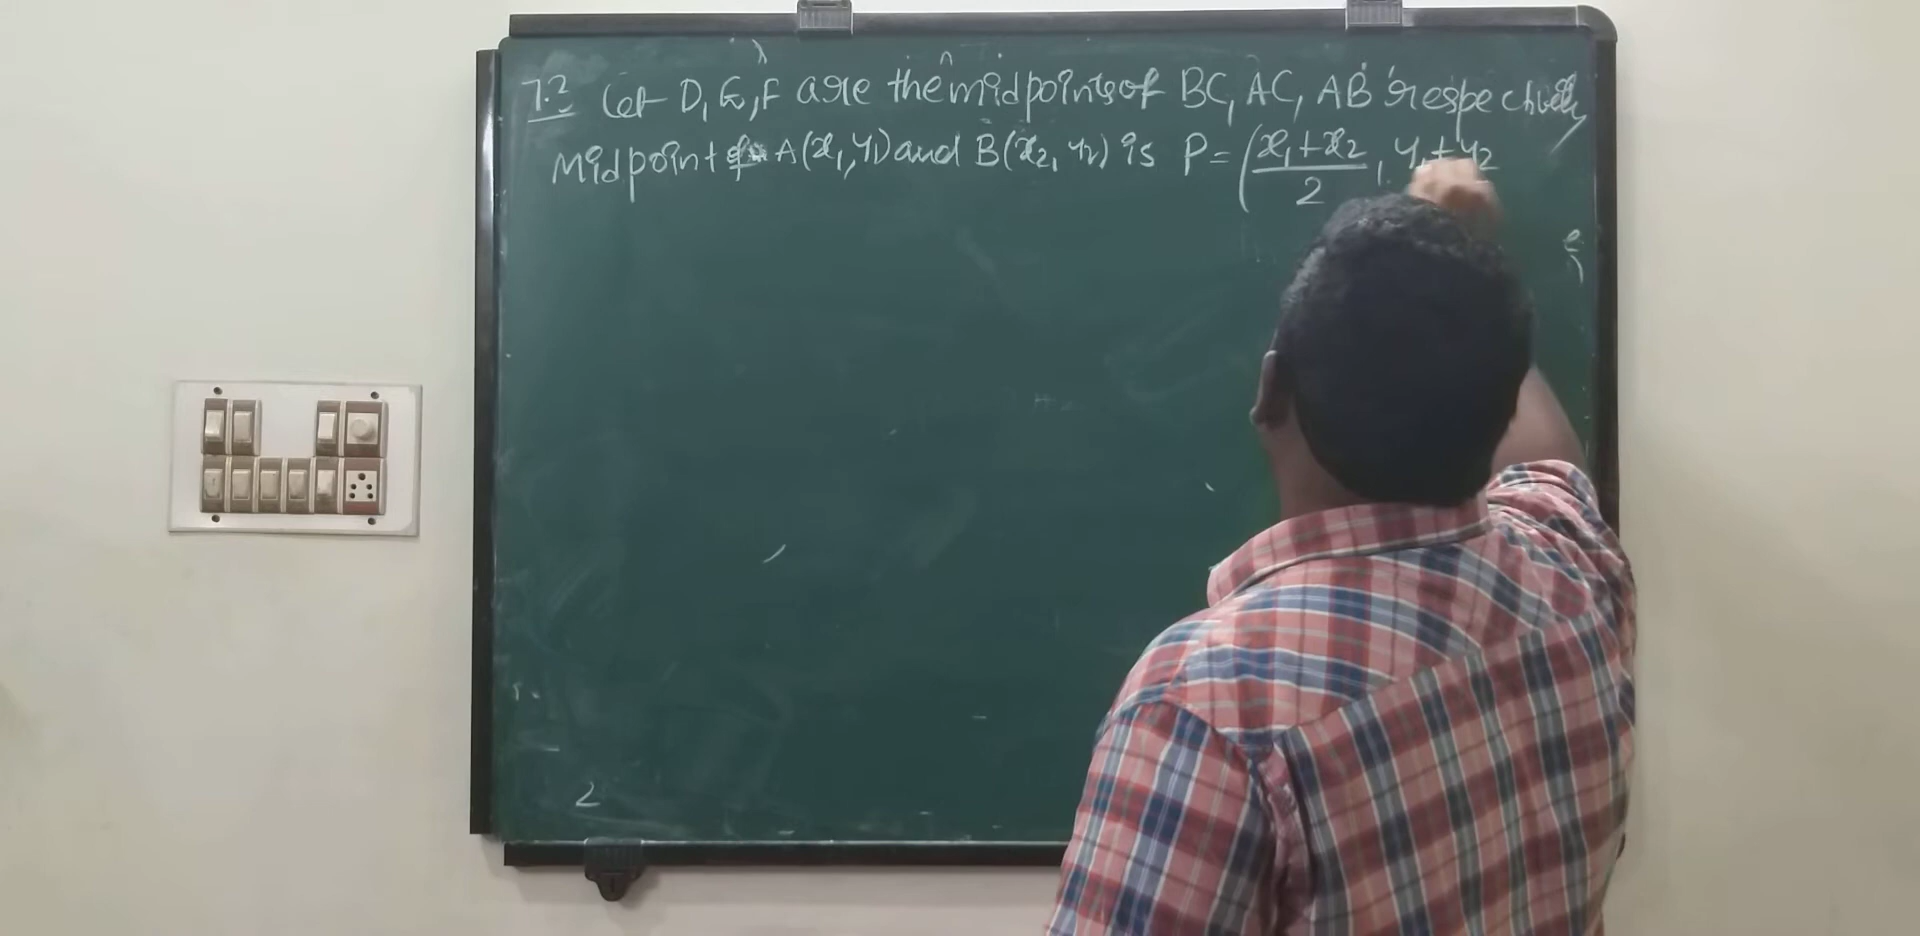 7.2 Let D, E, F are the midpoints of BC, AC, AB respectively
Midpoint of A(x₁, y₁) and B(x₂, y₂) is P = (x₁+x₂/2, y₁+y₂
2